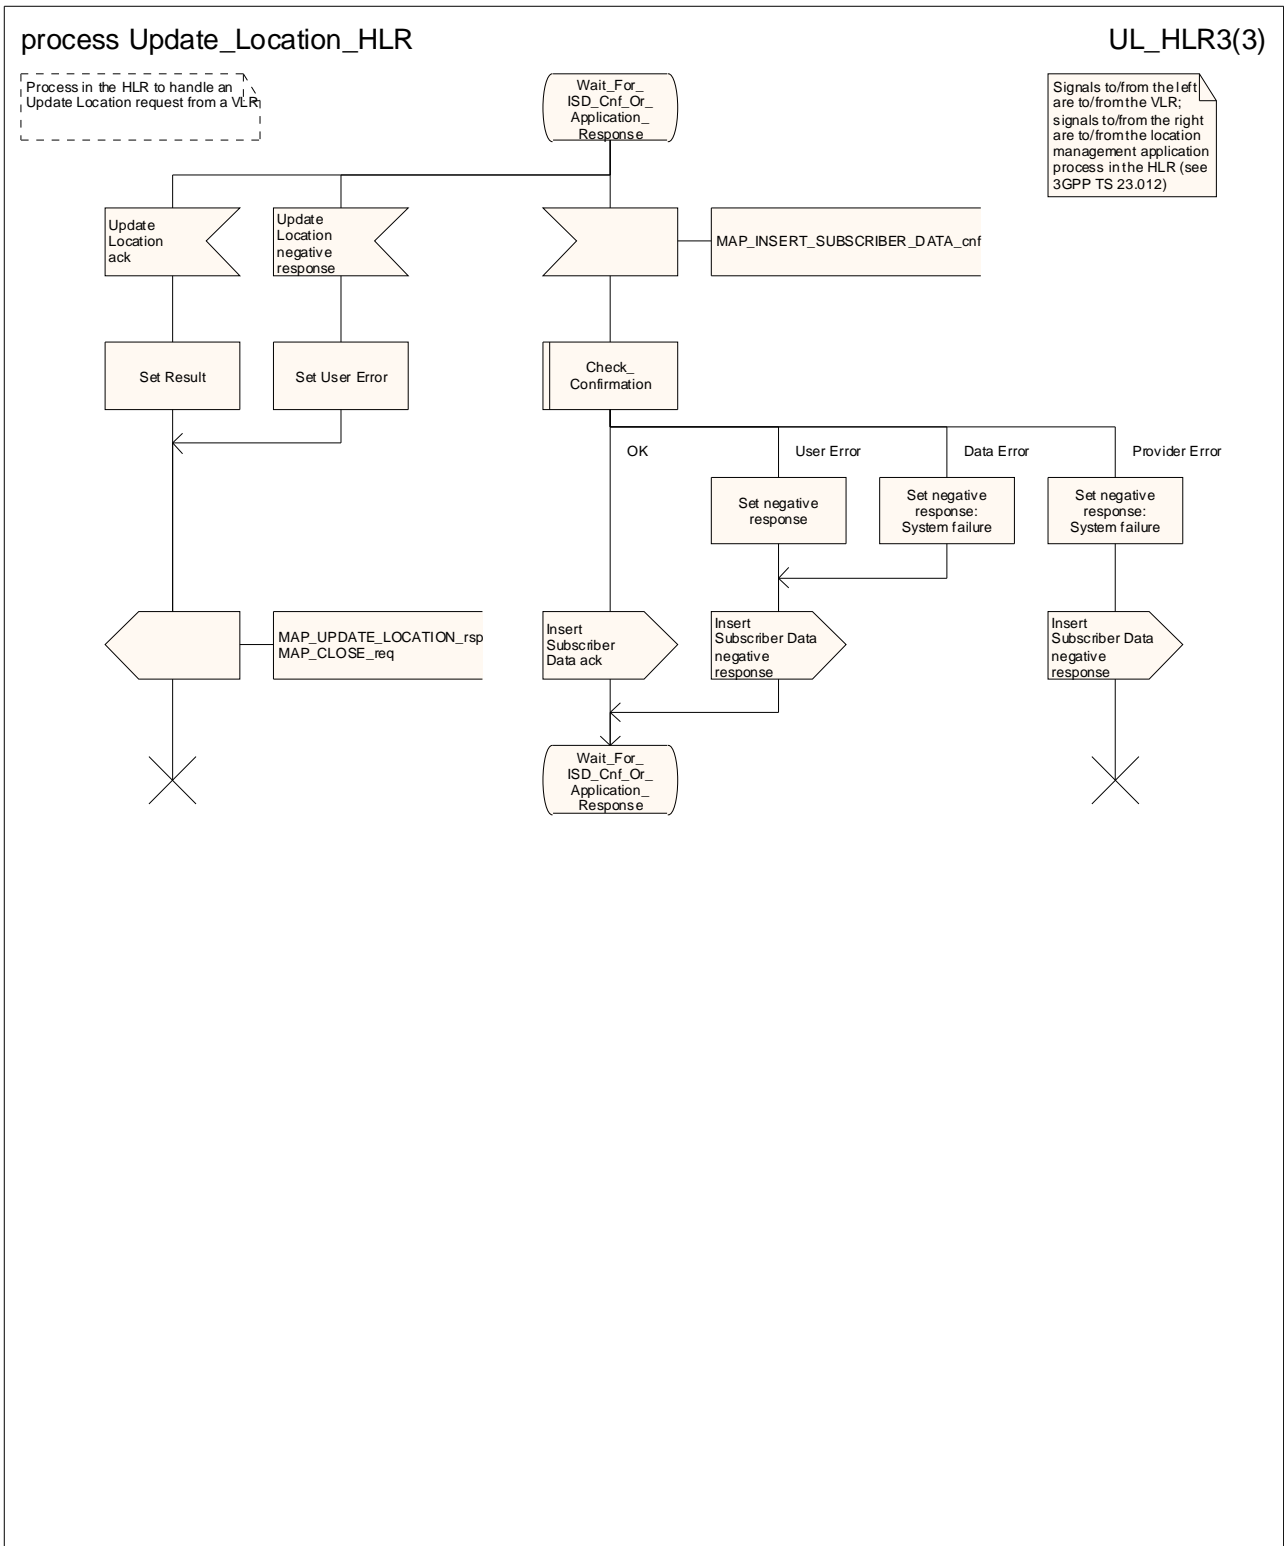 process Update_Location_HLR
UL_HLR3(3)
Process in the HLR to handle an
Update Location request from a VLR
Wait_For_
ISD_Cnf_Or_
Application_
Response
Signals to/from the left
are to/from the VLR;
signals to/from the right
are to/from the location
management application
process in the HLR (see
3GPP TS 23.012)
Update
Location
ack
Update
Location
negative
response
MAP_INSERT_SUBSCRIBER_DATA_cnf
Set Result
Set User Error
Check_
Confirmation
OK
User Error
Data Error
Provider Error
Set negative
response
Set negative
response:
System failure
Set negative
response:
System failure
MAP_UPDATE_LOCATION_rsp
MAP_CLOSE_req
Insert
Subscriber
Data ack
Insert
Subscriber Data
negative
response
Insert
Subscriber Data
negative
response
Wait_For_
ISD_Cnf_Or_
Application_
Response